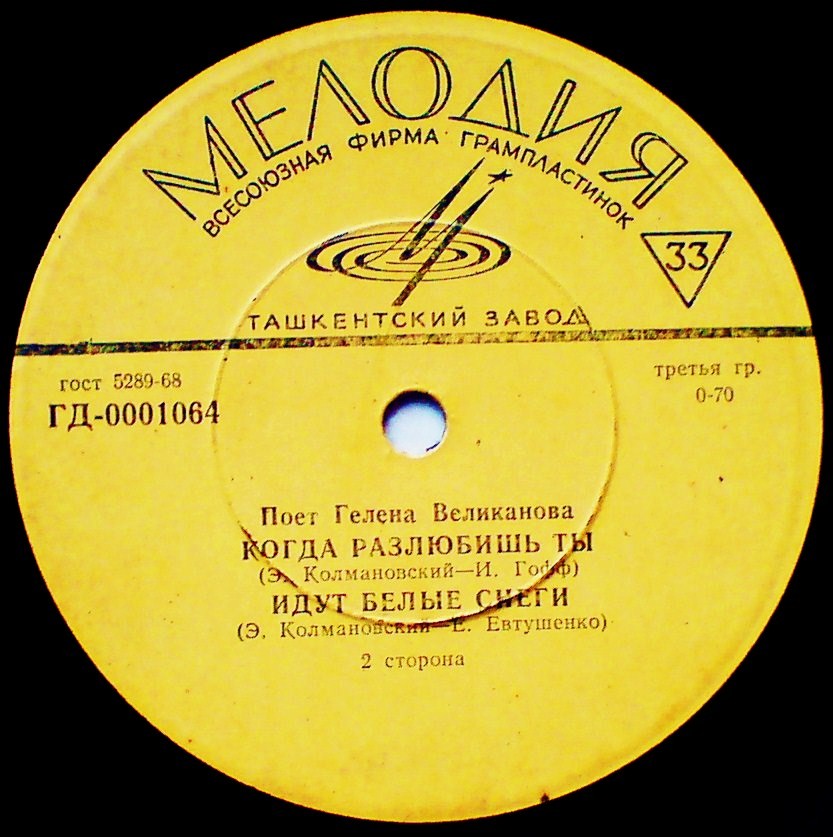 МЕЛОДИЯ
ВСЕСОЮЗНАЯ ФИРМА ГРАМПЛАСТИНОК
33
ТАШКЕНТСКИЙ ЗАВОД
гост 5289-68
ГД-0001064
третья гр.
0-70
Поет Гелена Великанова
КОГДА РАЗЛЮБИШЬ ТЫ
(Э. Колмановский—И. Гофф)
ИДУТ БЕЛЫЕ СНЕГИ
(Э. Колмановский—Е. Евтушенко)
2 сторона